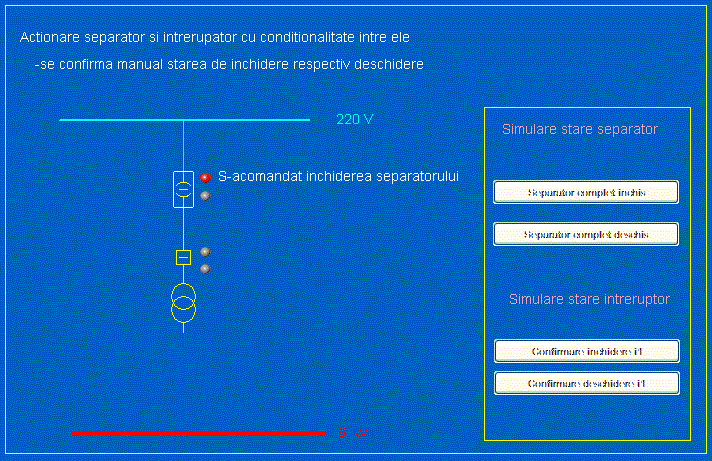 Actionare separator si intrerupator cu conditionalitate intre ele
-se confirma manual starea de inchidere respectiv deschidere
220 V
Simulare stare separator
S-acomandat inchiderea separatorului
Separator complet inchis
Separator complet deschis
Simulare stare intreruptor
Confirmare inchidere i1
Confirmare deschidere i1